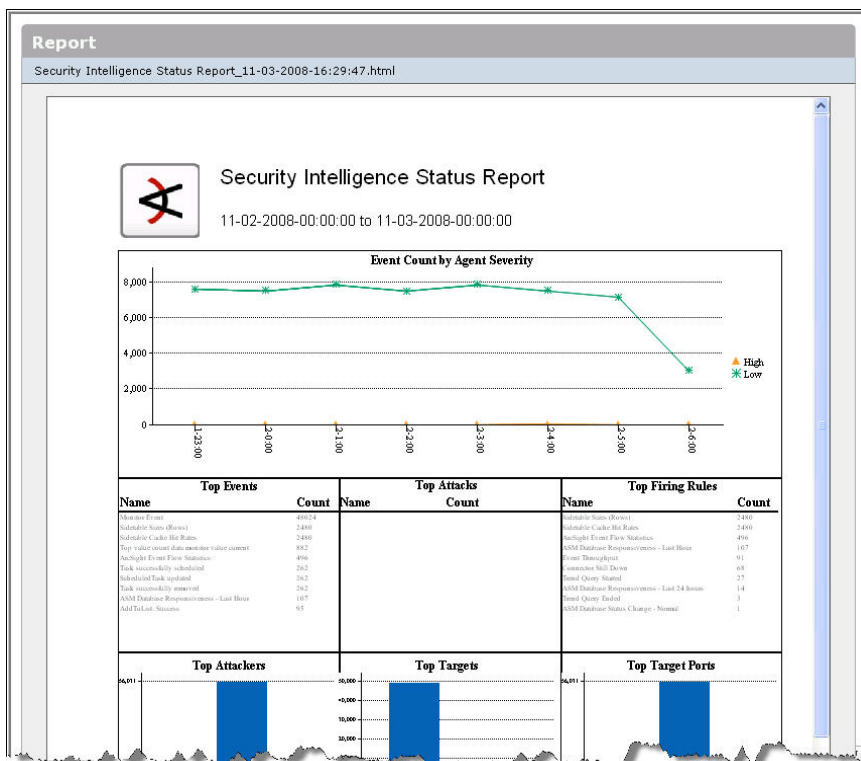 Report
Security Intelligence Status Report_11-03-2008-16:29:47.html
Security Intelligence Status Report
11-02-2008-00:00:00 to 11-03-2008-00:00:00
Event Count by Agent Severity
8,000
6,000
4,000
2,000
0
High
Low
1-23:00
2-0:00
2-1:00
2-2:00
2-3:00
2-4:00
2-5:00
2-6:00
Top Events
Name Count
Monitor Event 40024
Sidetable Sizes (Rows) 2480
Sidetable Cache Hit Rates 2480
Top value count data monitor value current 882
ArcSight Event Flow Statistics 496
Task successfully scheduled 262
Scheduled Task updated 262
Task successfully removed 262
ASM Database Responsiveness - Last Hour 107
AddToList: Success 95
Top Attacks
Name Count
Top Firing Rules
Name Count
Sidetable Sizes (Rows) 2480
Sidetable Cache Hit Rates 2480
ArcSight Event Flow Statistics 496
ASM Database Responsiveness - Last Hour 107
Event Throughput 91
Connector Still Down 68
Trend Query Started 27
ASM Database Responsiveness - Last 24 hours 14
Trend Query Ended 3
ASM Database Status Change - Normal 1
Top Attackers
Top Targets
50,000
40,000
30,000
20,000
Top Target Ports